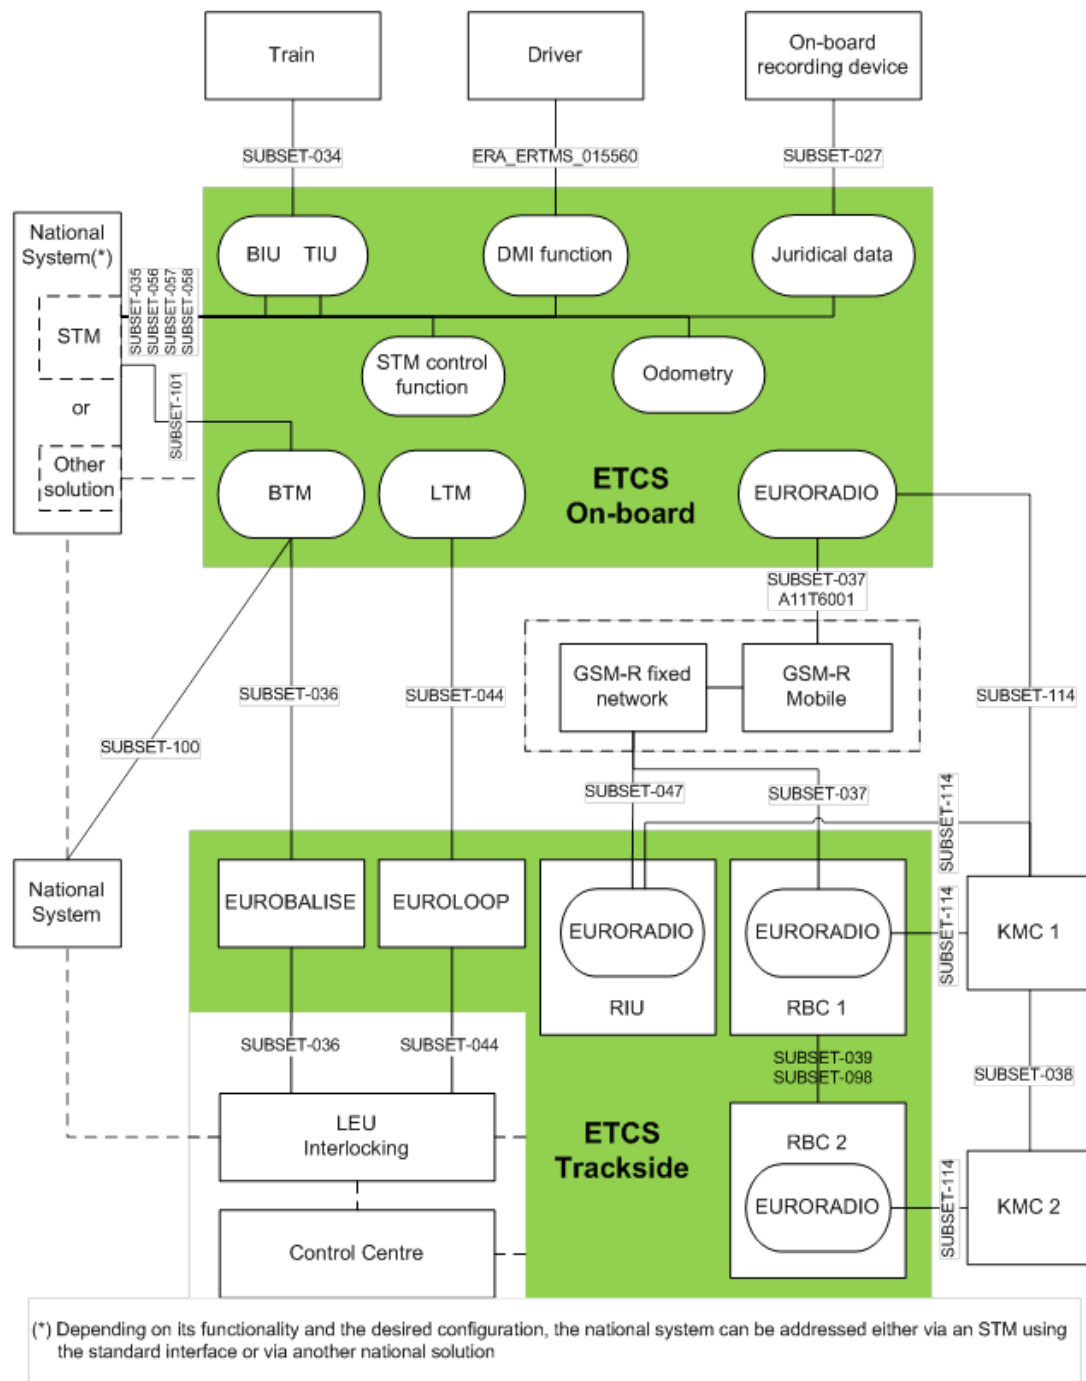 Train
Driver
On-board
recording device
SUBSET-034
ERA_ERTMS_015560
SUBSET-027
National
System(*)
STM
or
Other
solution
SUBSET-035
SUBSET-056
SUBSET-057
SUBSET-058
SUBSET-101
BIU TIU
DMI function
Juridical data
STM control
function
Odometry
BTM
LTM
ETCS
On-board
EURORADIO
SUBSET-037
A11T6001
GSM-R fixed
network
GSM-R
Mobile
SUBSET-036
SUBSET-044
SUBSET-114
SUBSET-100
SUBSET-047
SUBSET-037
SUBSET-114
National
System
EUROBALISE
EUROLOOP
EURORADIO
RIU
EURORADIO
RBC 1
SUBSET-114
KMC 1
SUBSET-036
SUBSET-044
SUBSET-039
SUBSET-098
SUBSET-038
LEU
Interlocking
ETCS
Trackside
RBC 2
EURORADIO
SUBSET-114
KMC 2
Control Centre
(*) Depending on its functionality and the desired configuration, the national system can be addressed either via an STM using
the standard interface or via another national solution